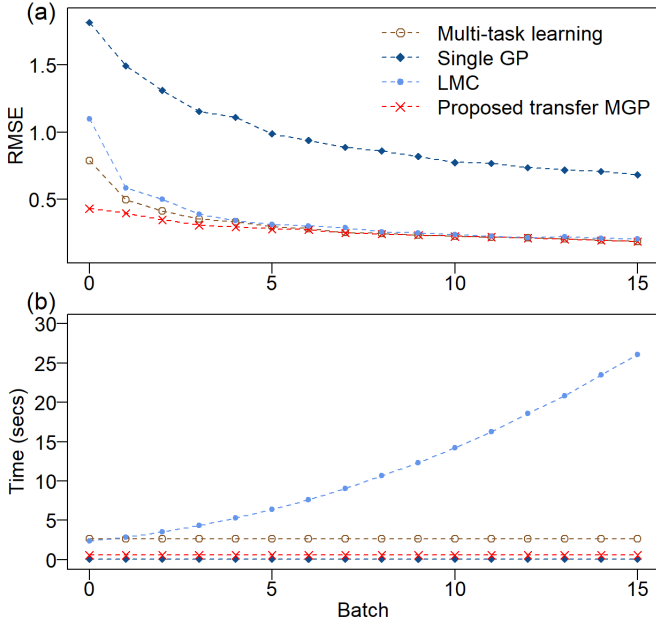 (a)
Multi-task learning
Single GP
LMC
Proposed transfer MGP
RMSE
1.5
1.0
0.5
0 5 10 15
(b)
Time (secs)
30
25
20
15
10
5
0
0 5 10 15
Batch